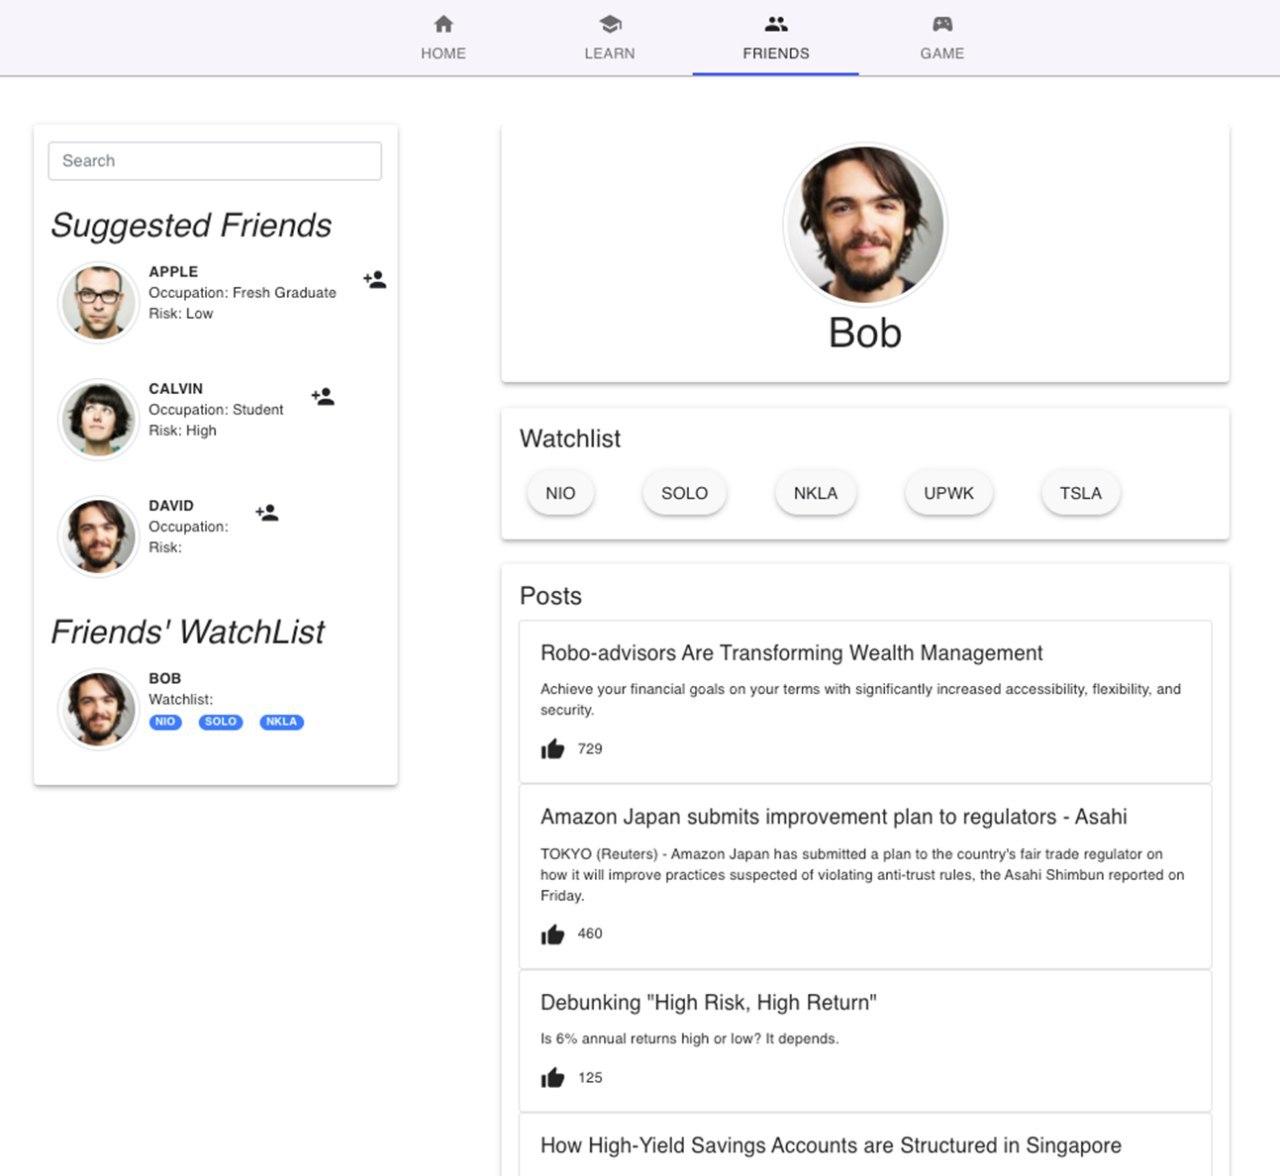 HOME
LEARN
FRIENDS
GAME
Search
Suggested Friends
APPLE
Occupation: Fresh Graduate
Risk: Low
CALVIN
Occupation: Student
Risk: High
DAVID
Occupation:
Risk:
Friends' WatchList
BOB
Watchlist:
NIO SOLO NKLA
Bob
Watchlist
NIO SOLO NKLA UPWK TSLA
Posts
Robo-advisors Are Transforming Wealth Management
Achieve your financial goals on your terms with significantly increased accessibility, flexibility, and
security.
729
Amazon Japan submits improvement plan to regulators - Asahi
TOKYO (Reuters) - Amazon Japan has submitted a plan to the country's fair trade regulator on
how it will improve practices suspected of violating anti-trust rules, the Asahi Shimbun reported on
Friday.
460
Debunking "High Risk, High Return"
Is 6% annual returns high or low? It depends.
125
How High-Yield Savings Accounts are Structured in Singapore